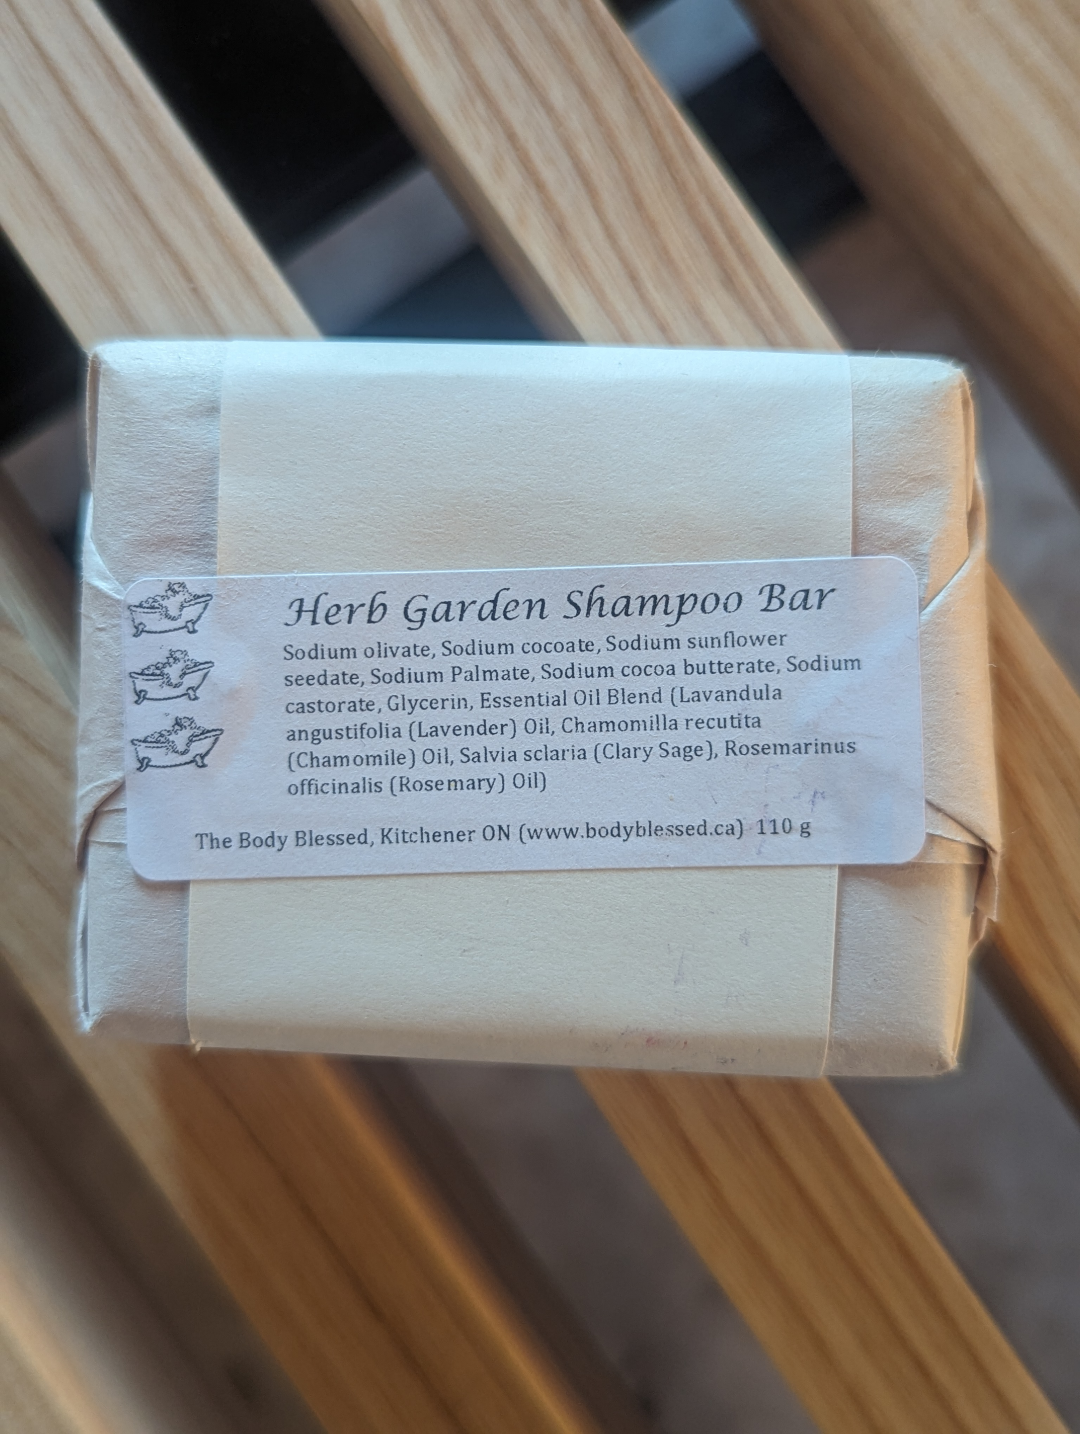 Herb Garden Shampoo Bar
Sodium olivate, Sodium cocoate, Sodium sunflower
seedate, Sodium Palmate, Sodium cocoa butterate, Sodium
castorate, Glycerin, Essential Oil Blend (Lavandula
angustifolia (Lavender) Oil, Chamomilla recutita
(Chamomile) Oil, Salvia sclaria (Clary Sage), Rosemarinus
officinalis (Rosemary) Oil)
The Body Blessed, Kitchener ON (www.bodyblessed.ca) 110 g